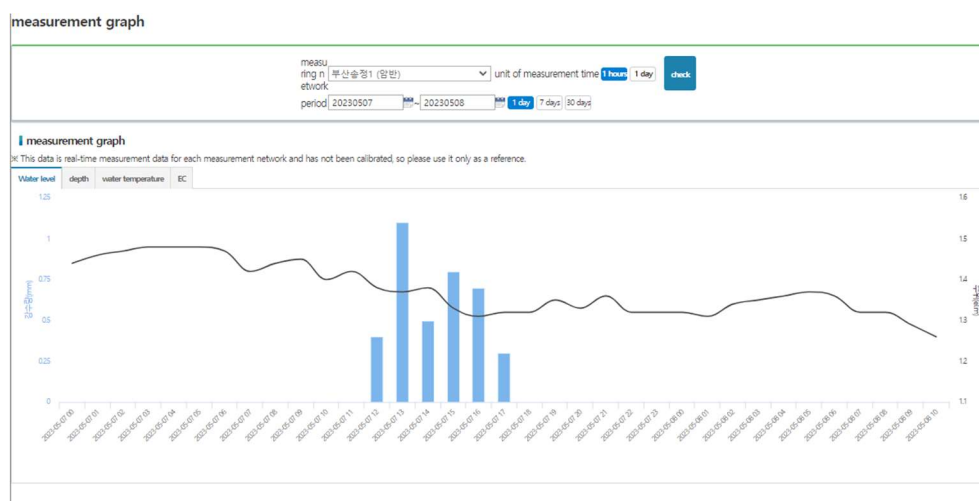 measurement graph
measu
ring n
etwork
부산송정1 (암반)
unit of measurement time
1 hours
1 day
check
period
20230507
~
20230508
1 day
7 days
30 days
measurement graph
※ This data is real-time measurement data for each measurement network and has not been calibrated, so please use it only as a reference.
Water level
depth
water temperature
EC
1.25
1
0.75
0.5
0.25
0
강수량(mm)
1.6
1.5
1.4
1.3
1.2
1.1
2023-05-07 00
2023-05-07 01
2023-05-07 02
2023-05-07 03
2023-05-07 04
2023-05-07 05
2023-05-07 06
2023-05-07 07
2023-05-07 08
2023-05-07 09
2023-05-07 10
2023-05-07 11
2023-05-07 12
2023-05-07 13
2023-05-07 14
2023-05-07 15
2023-05-07 16
2023-05-07 17
2023-05-07 18
2023-05-07 19
2023-05-07 20
2023-05-07 21
2023-05-07 22
2023-05-07 23
2023-05-08 00
2023-05-08 01
2023-05-08 02
2023-05-08 03
2023-05-08 04
2023-05-08 05
2023-05-08 06
2023-05-08 07
2023-05-08 08
2023-05-08 09
2023-05-08 10